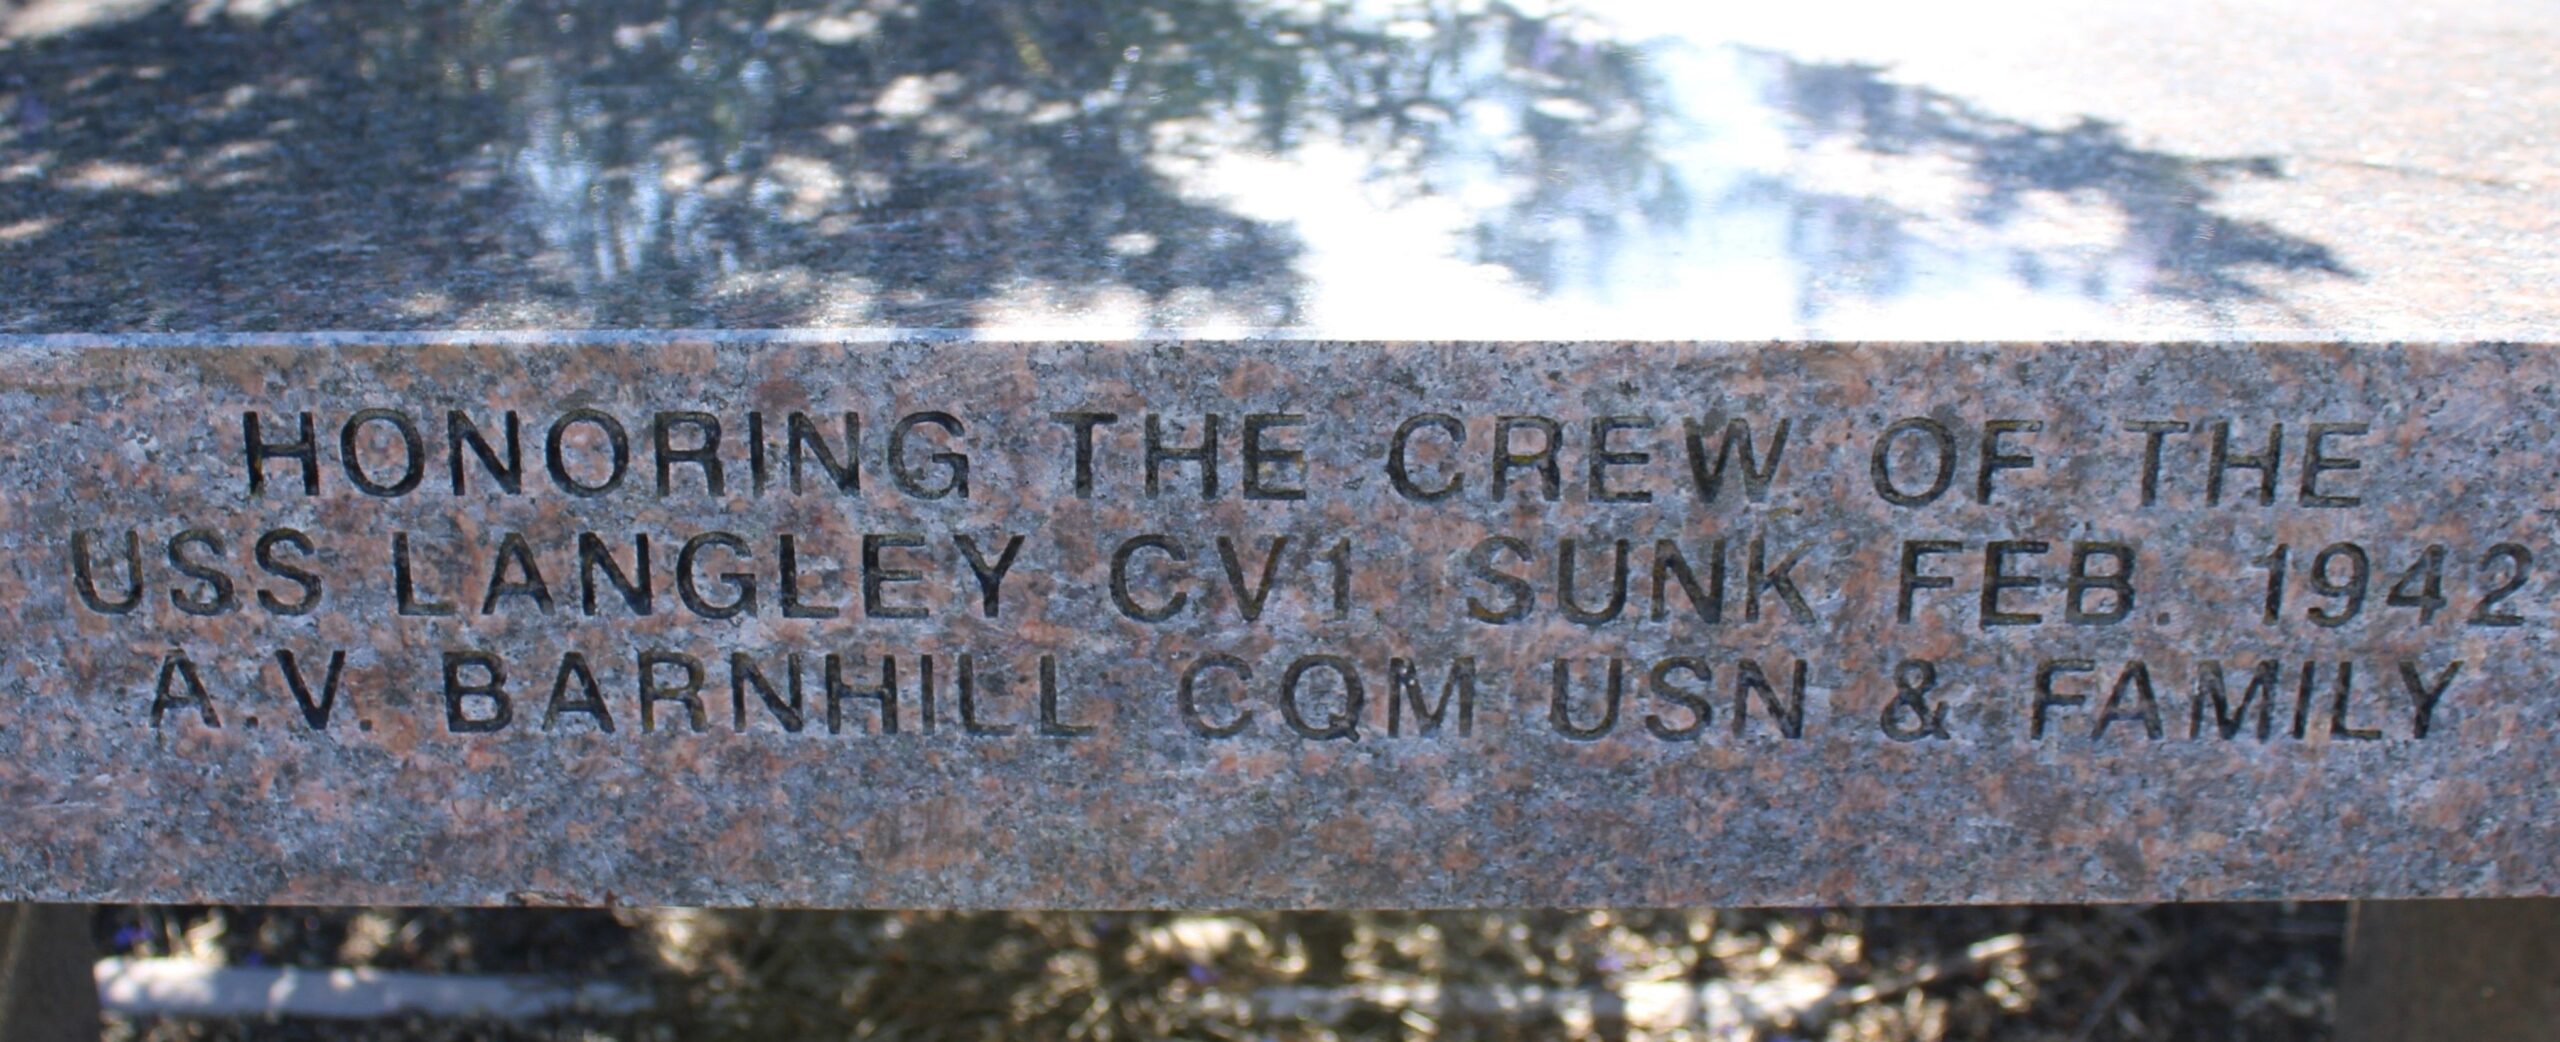 HONORING THE CREW OF THE
USS LANGLEY CV1 SUNK FEB. 1942
A.V. BARNHILL CQM USN & FAMILY